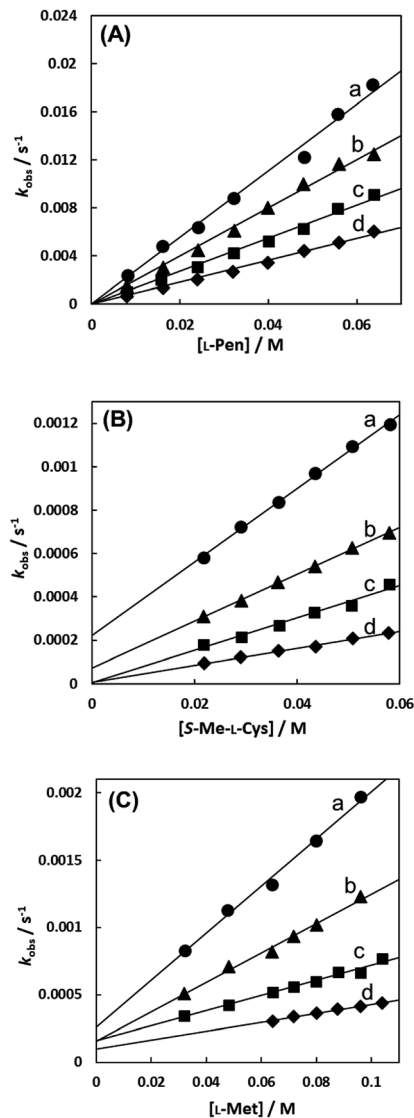 (A)
0.024
0.02
0.016
0.012
0.008
0.004
0
k_obs / s⁻¹
a
b
c
d
0 0.02 0.04 0.06
[L-Pen] / M
(B)
0.0012
0.001
0.0008
0.0006
0.0004
0.0002
0
k_obs / s⁻¹
a
b
c
d
0 0.02 0.04 0.06
[S-Me-L-Cys] / M
(C)
0.002
0.0015
0.001
0.0005
0
k_obs / s⁻¹
a
b
c
d
0 0.02 0.04 0.06 0.08 0.1
[L-Met] / M